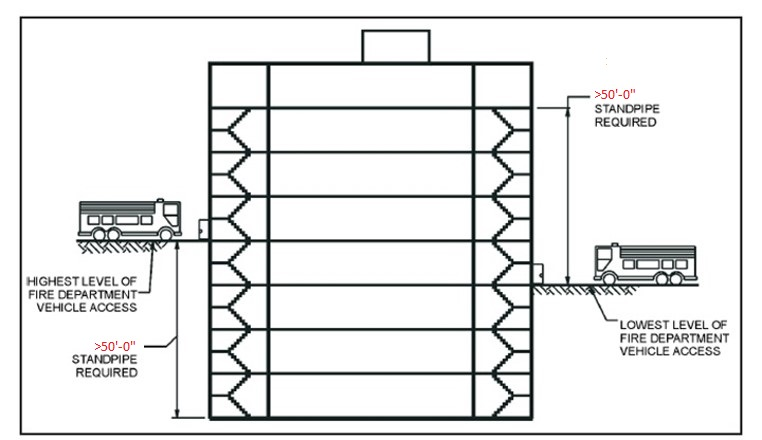 >50'-0"
STANDPIPE
REQUIRED
HIGHEST LEVEL OF
FIRE DEPARTMENT
VEHICLE ACCESS
>50'-0"
STANDPIPE
REQUIRED
LOWEST LEVEL OF
FIRE DEPARTMENT
VEHICLE ACCESS